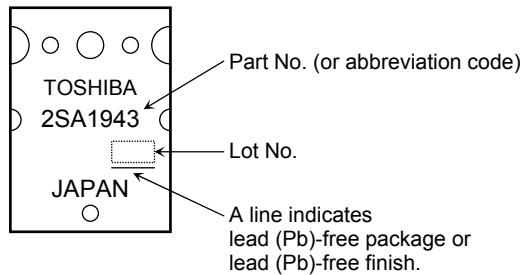 TOSHIBA
2SA1943
JAPAN
Part No. (or abbreviation code)
Lot No.
A line indicates
lead (Pb)-free package or
lead (Pb)-free finish.